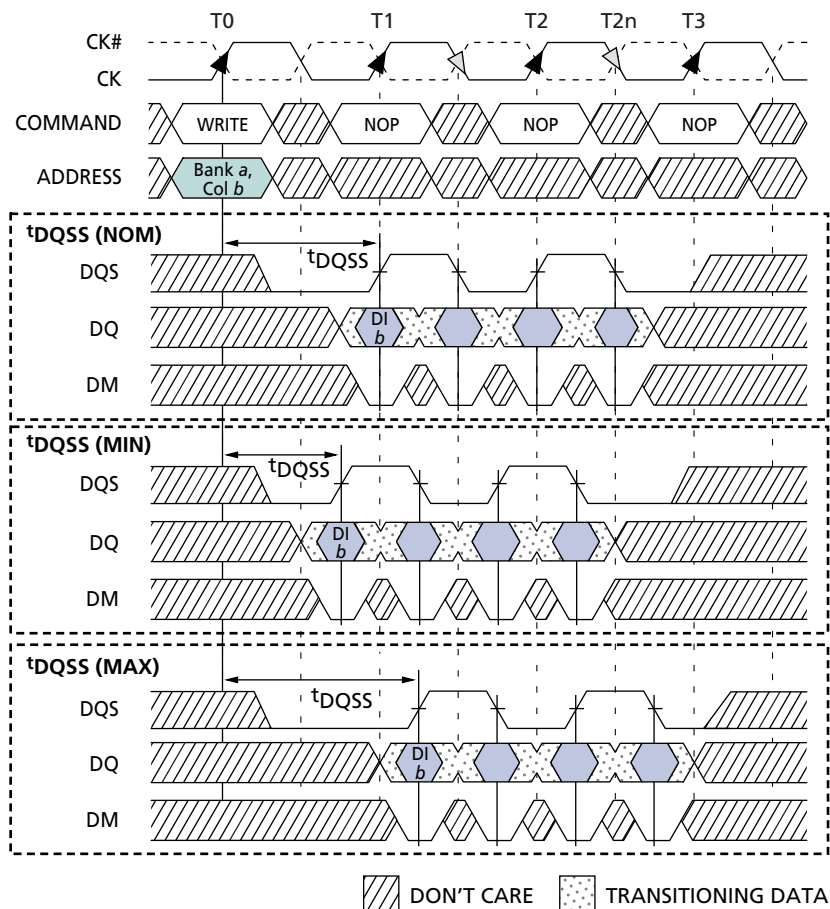 T0 T1 T2 T2n T3
CK#
CK
COMMAND WRITE NOP NOP NOP
ADDRESS Bank a,
Col b
tDQSS (NOM)
tDQSS
DQS
DQ DI
b
DM
tDQSS (MIN)
tDQSS
DQS
DQ DI
b
DM
tDQSS (MAX)
tDQSS
DQS
DQ DI
b
DM
DON'T CARE TRANSITIONING DATA